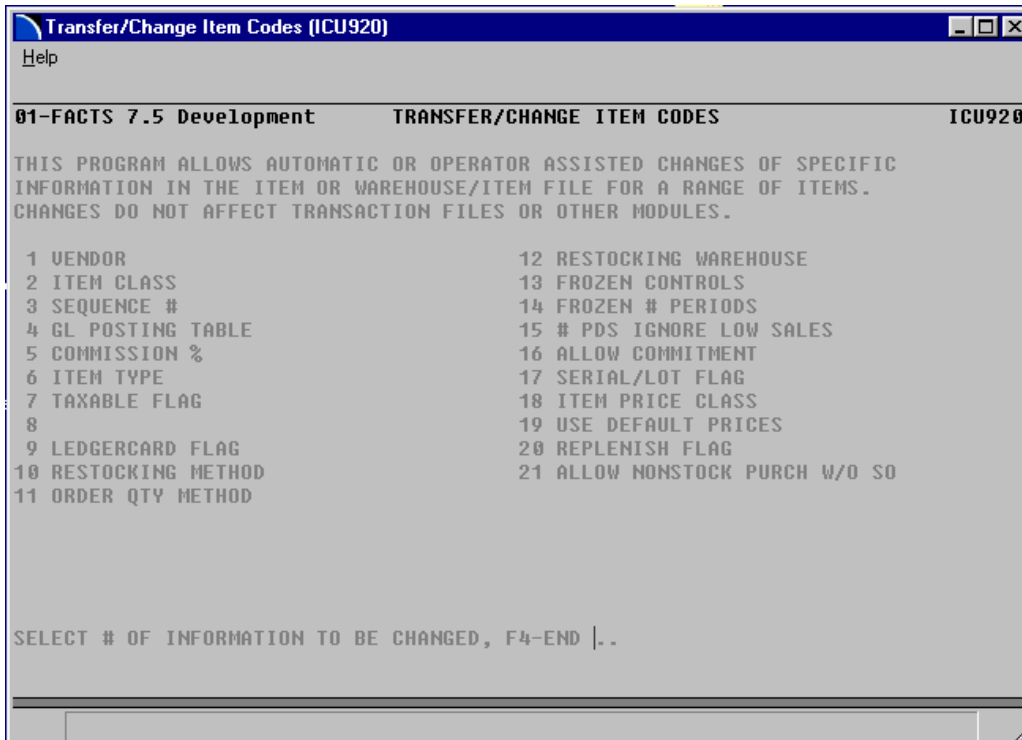 Transfer/Change Item Codes (ICU920)
Help
01-FACTS 7.5 Development TRANSFER/CHANGE ITEM CODES ICU920
THIS PROGRAM ALLOWS AUTOMATIC OR OPERATOR ASSISTED CHANGES OF SPECIFIC
INFORMATION IN THE ITEM OR WAREHOUSE/ITEM FILE FOR A RANGE OF ITEMS.
CHANGES DO NOT AFFECT TRANSACTION FILES OR OTHER MODULES.
1 VENDOR 12 RESTOCKING WAREHOUSE
2 ITEM CLASS 13 FROZEN CONTROLS
3 SEQUENCE # 14 FROZEN # PERIODS
4 GL POSTING TABLE 15 # PDS IGNORE LOW SALES
5 COMMISSION % 16 ALLOW COMMITMENT
6 ITEM TYPE 17 SERIAL/LOT FLAG
7 TAXABLE FLAG 18 ITEM PRICE CLASS
8 19 USE DEFAULT PRICES
9 LEDGERCARD FLAG 20 REPLENISH FLAG
10 RESTOCKING METHOD 21 ALLOW NONSTOCK PURCH W/O SO
11 ORDER QTY METHOD
SELECT # OF INFORMATION TO BE CHANGED, F4-END ..